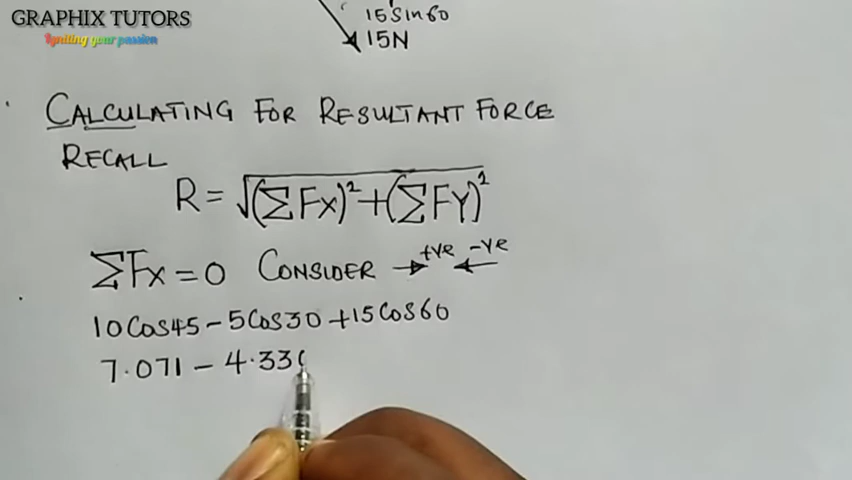 GRAPHIX TUTORS
Igniting your passion
15Sin60
15N
CALCULATING FOR RESULTANT FORCE
RECALL
R = √(ΣFx)² + (ΣFY)²
ΣFx = 0 CONSIDER +ve → -ve ←
10Cos45 - 5Cos30 + 15Cos60
7.071 - 4.330